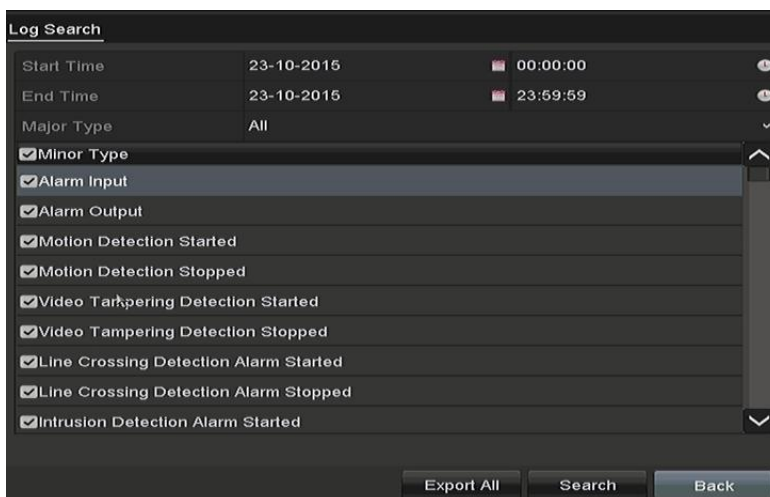 Log Search
Start Time 23-10-2015 00:00:00
End Time 23-10-2015 23:59:59
Major Type All
Minor Type
Alarm Input
Alarm Output
Motion Detection Started
Motion Detection Stopped
Video Tampering Detection Started
Video Tampering Detection Stopped
Line Crossing Detection Alarm Started
Line Crossing Detection Alarm Stopped
Intrusion Detection Alarm Started
Export All Search Back